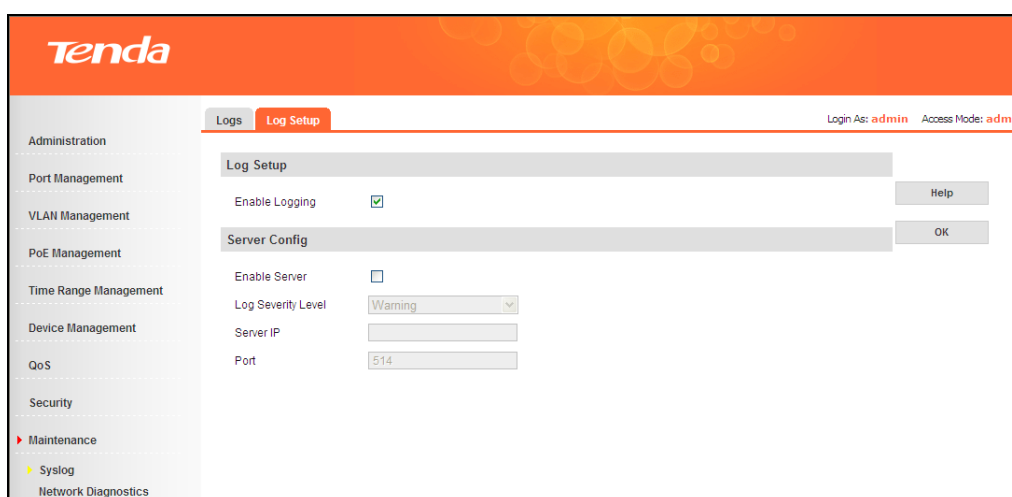 Tenda
Logs Log Setup
Login As: admin Access Mode: adm
Administration
Port Management
VLAN Management
PoE Management
Time Range Management
Device Management
QoS
Security
Maintenance
Syslog
Network Diagnostics
Log Setup
Enable Logging
Help
OK
Server Config
Enable Server
Log Severity Level Warning
Server IP
Port 514